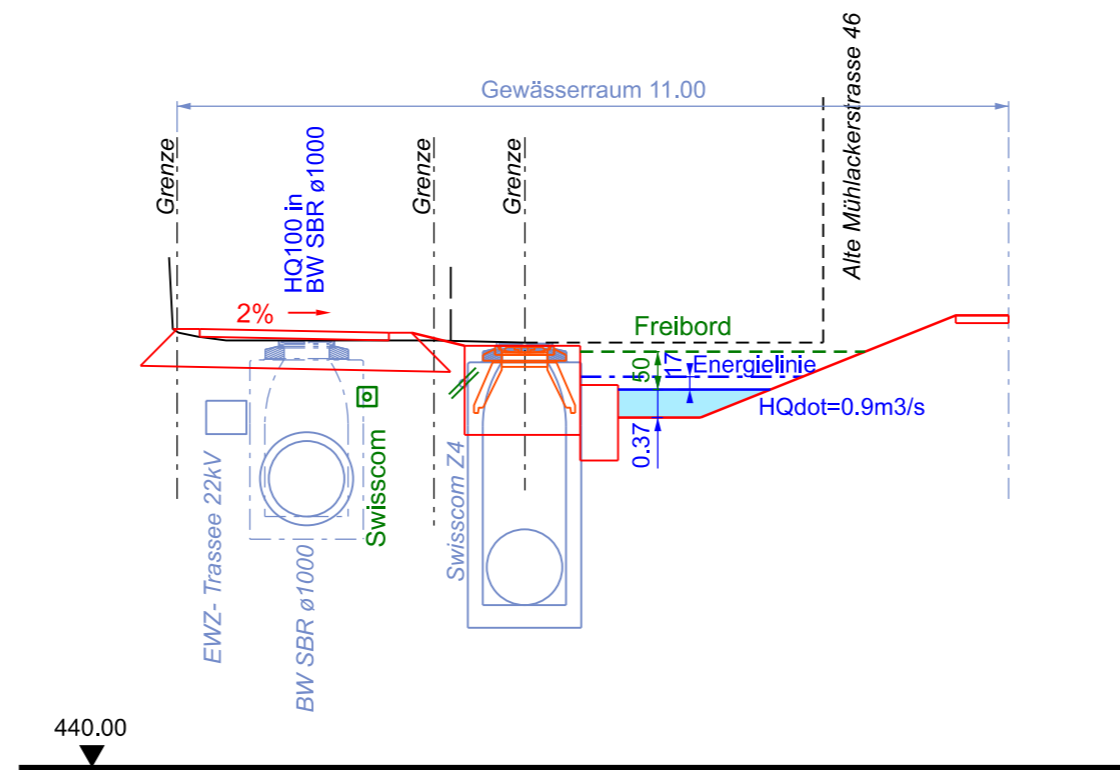 Gewässerraum 11.00
Grenze
HQ100 in
BW SBR ø1000
Grenze
Grenze
Alte Mühlackerstrasse 46
2%
Freibord
50
17
Energielinie
HQdot=0.9m3/s
0.37
EWZ- Trassee 22kV
BW SBR ø1000
Swisscom
Swisscom Z4
440.00